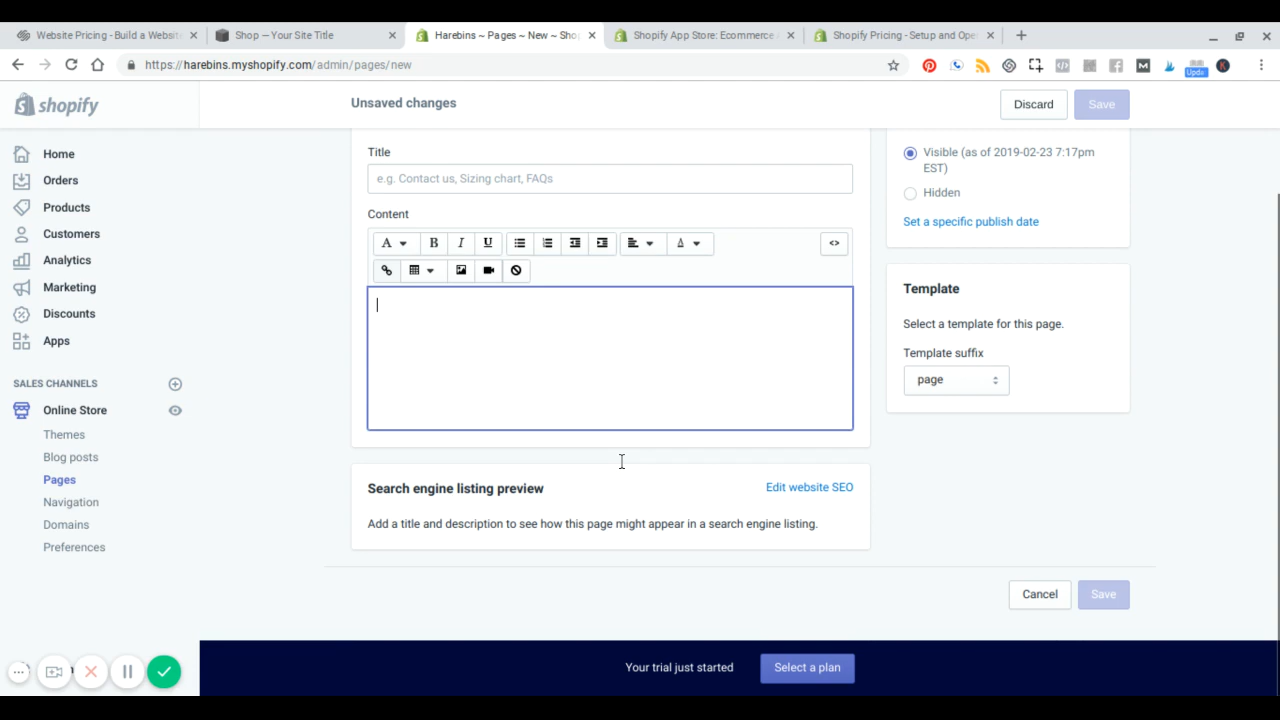 Website Pricing - Build a Website
Shop — Your Site Title
Harebins ~ Pages ~ New ~ Sho
Shopify App Store: Ecommerce A
Shopify Pricing - Setup and Ope
https://harebins.myshopify.com/admin/pages/new
Upda
K
shopify
Unsaved changes
Discard
Save
Home
Orders
Products
Customers
Analytics
Marketing
Discounts
Apps
SALES CHANNELS
Online Store
Themes
Blog posts
Pages
Navigation
Domains
Preferences
Title
e.g. Contact us, Sizing chart, FAQs
Content
A
B
I
U
A
<>
Search engine listing preview
Edit website SEO
Add a title and description to see how this page might appear in a search engine listing.
Visible (as of 2019-02-23 7:17pm
EST)
Hidden
Set a specific publish date
Template
Select a template for this page.
Template suffix
page
Cancel
Save
Your trial just started
Select a plan